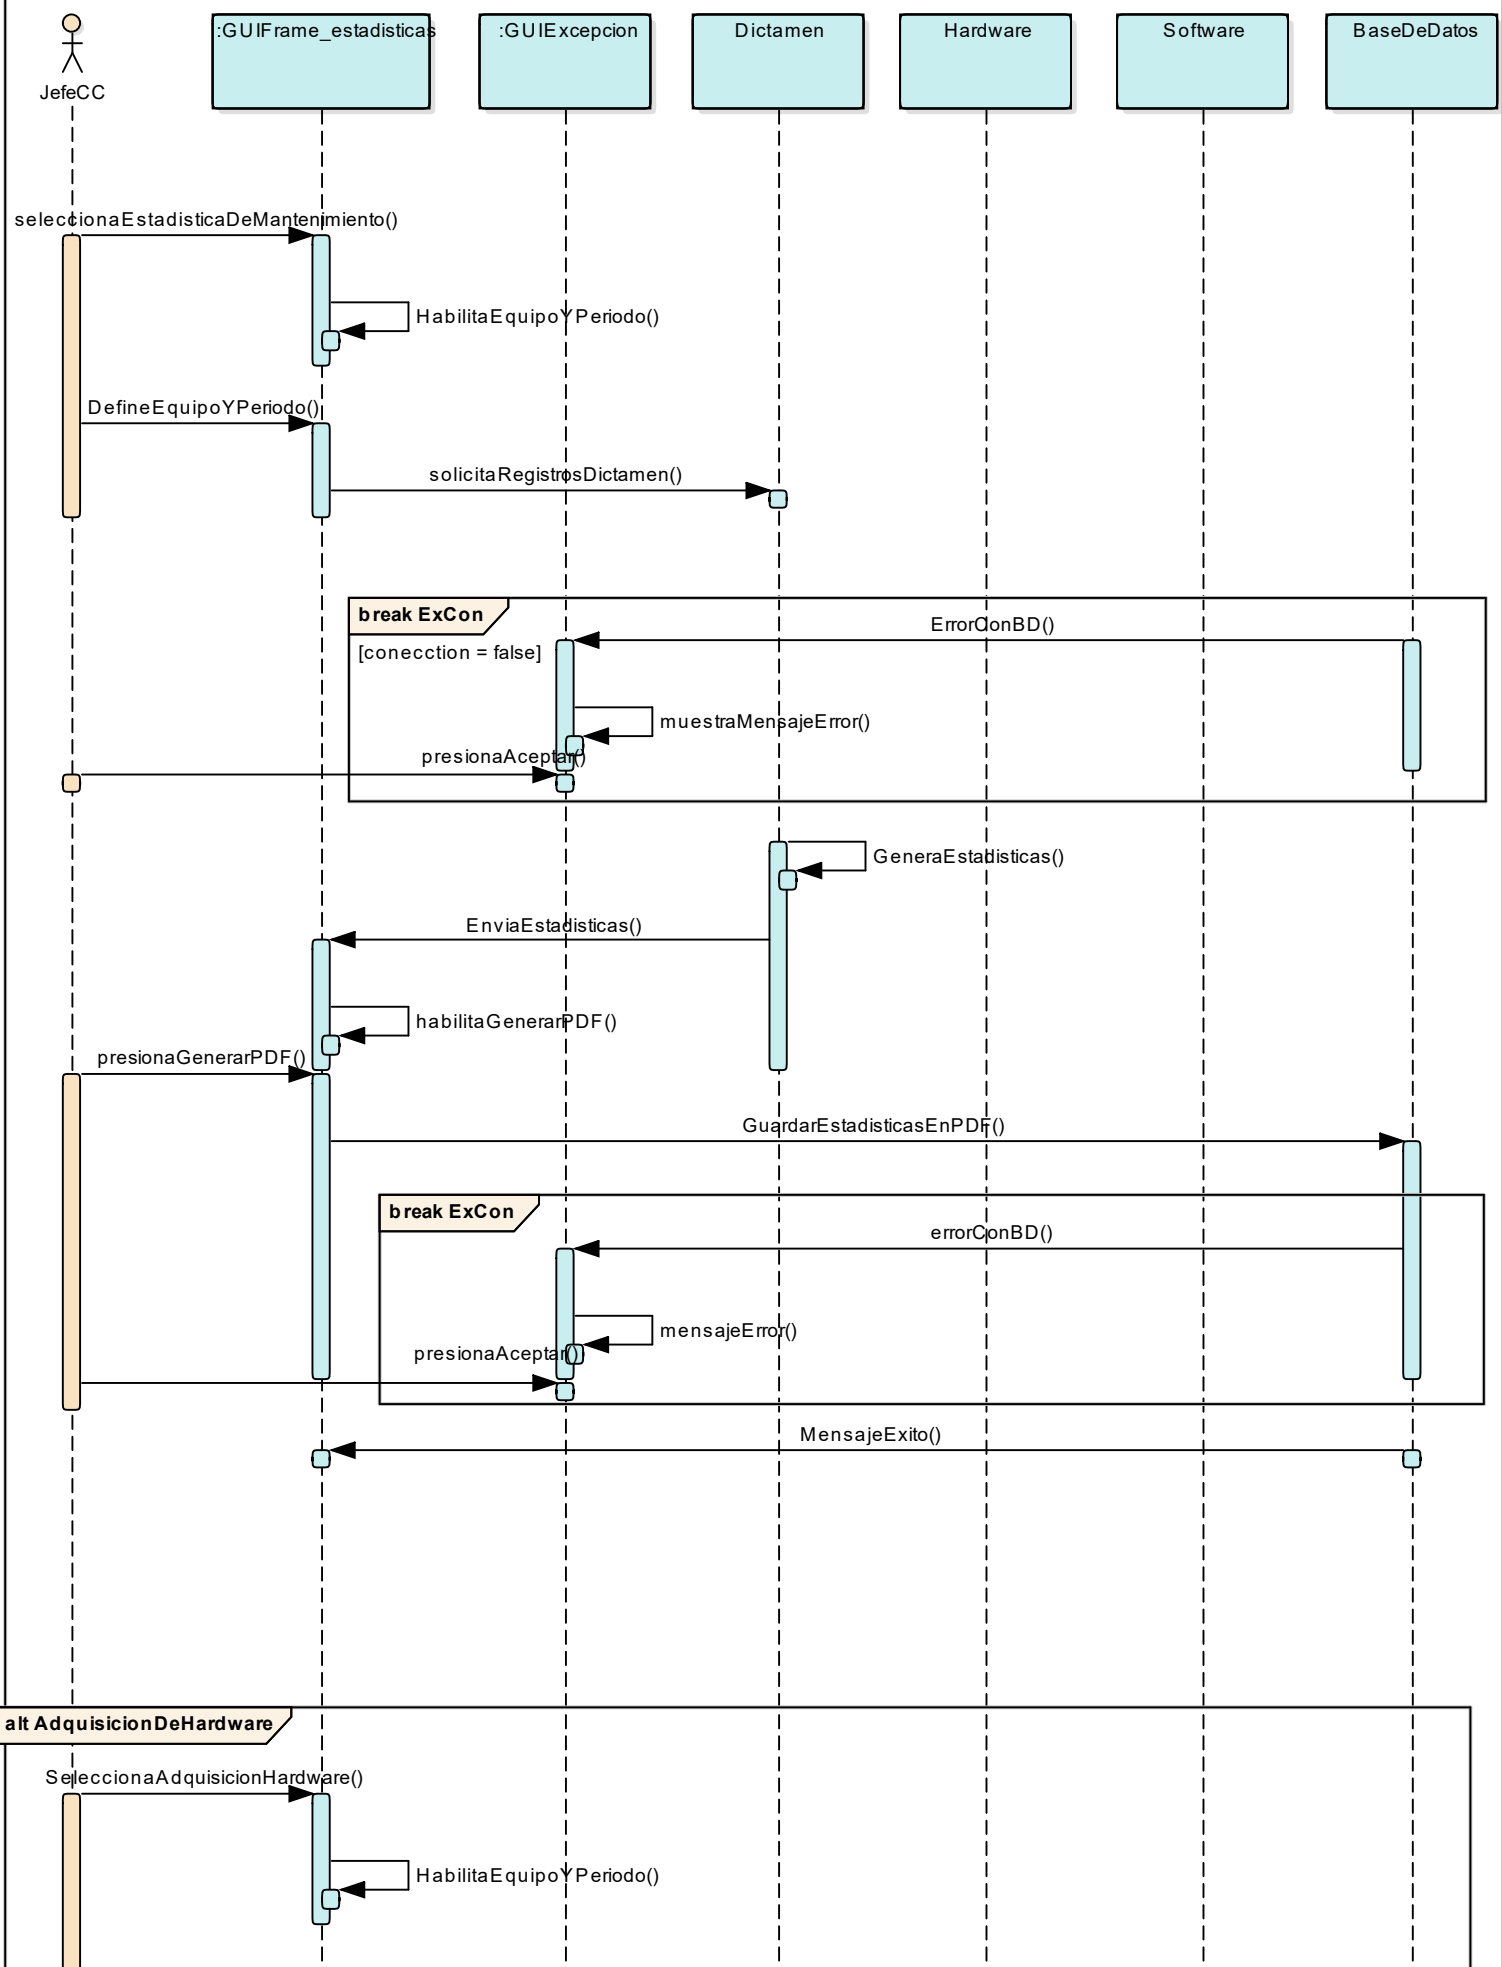 JefeCC
:GUIFrame_estadisticas
:GUIExcepcion
Dictamen
Hardware
Software
BaseDeDatos
seleccionaEstadisticaDeMantenimiento()
HabilitaEquipoYPeriodo()
DefineEquipoYPeriodo()
solicitaRegistrosDictamen()
break ExCon
ErrorConBD()
[conecction = false]
muestraMensajeError()
presionaAceptar()
GeneraEstadisticas()
EnviaEstadisticas()
habilitaGenerarPDF()
presionaGenerarPDF()
GuardarEstadisticasEnPDF()
break ExCon
errorConBD()
mensajeError()
presionaAceptar()
MensajeExito()
alt AdquisicionDeHardware
SeleccionaAdquisicionHardware()
HabilitaEquipoYPeriodo()